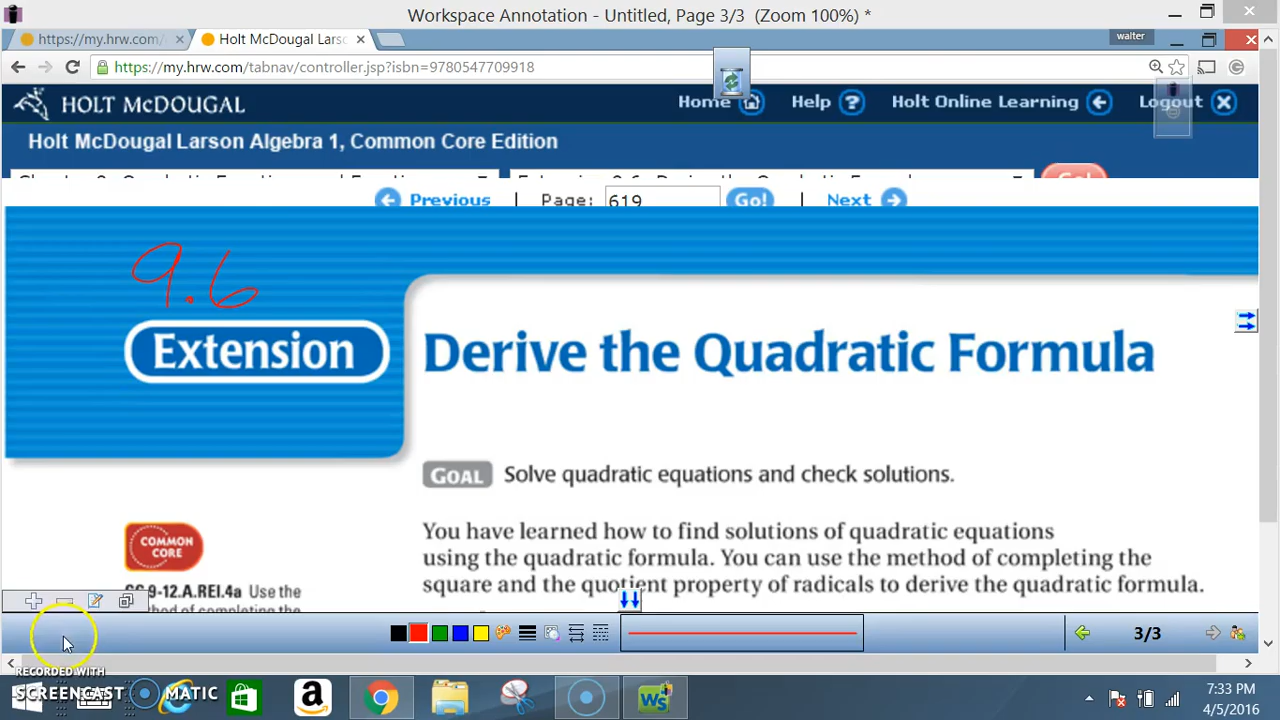 Workspace Annotation - Untitled, Page 3/3 (Zoom 100%) *
https://my.hrw.com/ × Holt McDougal Lars × walter
https://my.hrw.com/tabnav/controller.jsp?isbn=9780547709918
HOLT McDOUGAL Home Help ? Holt Online Learning Logout
Holt McDougal Larson Algebra 1, Common Core Edition
Previous | Page: 619 Go! | Next
9.6
Extension
Derive the Quadratic Formula
GOAL Solve quadratic equations and check solutions.
COMMON CORE
CC.9-12.A.REI.4a Use the
method of completing the
You have learned how to find solutions of quadratic equations
using the quadratic formula. You can use the method of completing the
square and the quotient property of radicals to derive the quadratic formula.
3/3
RECORDED WITH
SCREENCAST MATIC
7:33 PM
4/5/2016